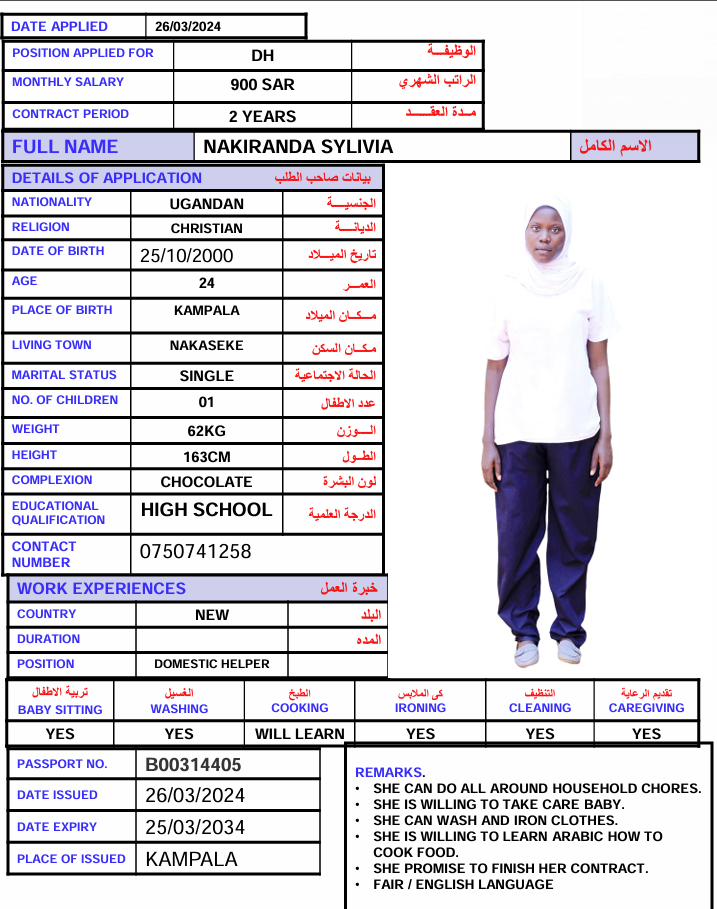 DATE APPLIED 26/03/2024
POSITION APPLIED FOR DH الوظيفـــة
MONTHLY SALARY 900 SAR الراتب الشهري
CONTRACT PERIOD 2 YEARS مـدة العقــــد
FULL NAME NAKIRANDA SYLIVIA الاسم الكامل
DETAILS OF APPLICATION بيانات صاحب الطلب
NATIONALITY UGANDAN الجنسيـــة
RELIGION CHRISTIAN الديانـــة
DATE OF BIRTH 25/10/2000 تاريخ الميـــلاد
AGE 24 العمـــر
PLACE OF BIRTH KAMPALA مـــكـــان الميلاد
LIVING TOWN NAKASEKE مـكـــان السكن
MARITAL STATUS SINGLE الحالة الاجتماعية
NO. OF CHILDREN 01 عدد الاطفال
WEIGHT 62KG الــــوزن
HEIGHT 163CM الطــول
COMPLEXION CHOCOLATE لون البشرة
EDUCATIONAL QUALIFICATION HIGH SCHOOL الدرجة العلمية
CONTACT NUMBER 0750741258
WORK EXPERIENCES خبرة العمل
COUNTRY NEW البلد
DURATION المده
POSITION DOMESTIC HELPER
تربية الاطفال الغسيل الطبخ كى الملابس التنظيف تقديم الرعاية
BABY SITTING WASHING COOKING IRONING CLEANING CAREGIVING
YES YES WILL LEARN YES YES YES
PASSPORT NO. B00314405
DATE ISSUED 26/03/2024
DATE EXPIRY 25/03/2034
PLACE OF ISSUED KAMPALA
REMARKS.
• SHE CAN DO ALL AROUND HOUSEHOLD CHORES.
• SHE IS WILLING TO TAKE CARE BABY.
• SHE CAN WASH AND IRON CLOTHES.
• SHE IS WILLING TO LEARN ARABIC HOW TO
COOK FOOD.
• SHE PROMISE TO FINISH HER CONTRACT.
• FAIR / ENGLISH LANGUAGE